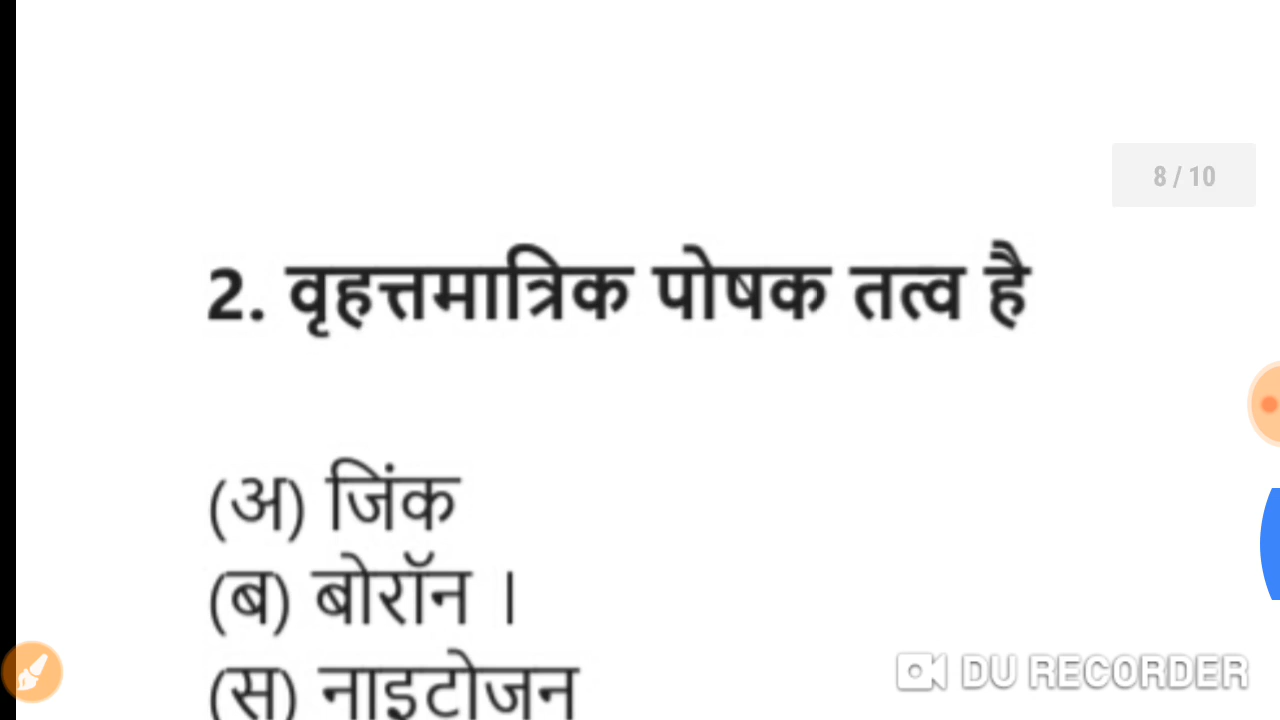 8 / 10
2. वृहत्तमात्रिक पोषक तत्व है
(अ) जिंक
(ब) बोरॉन ।
(स) नाइटोजन
DU RECORDER